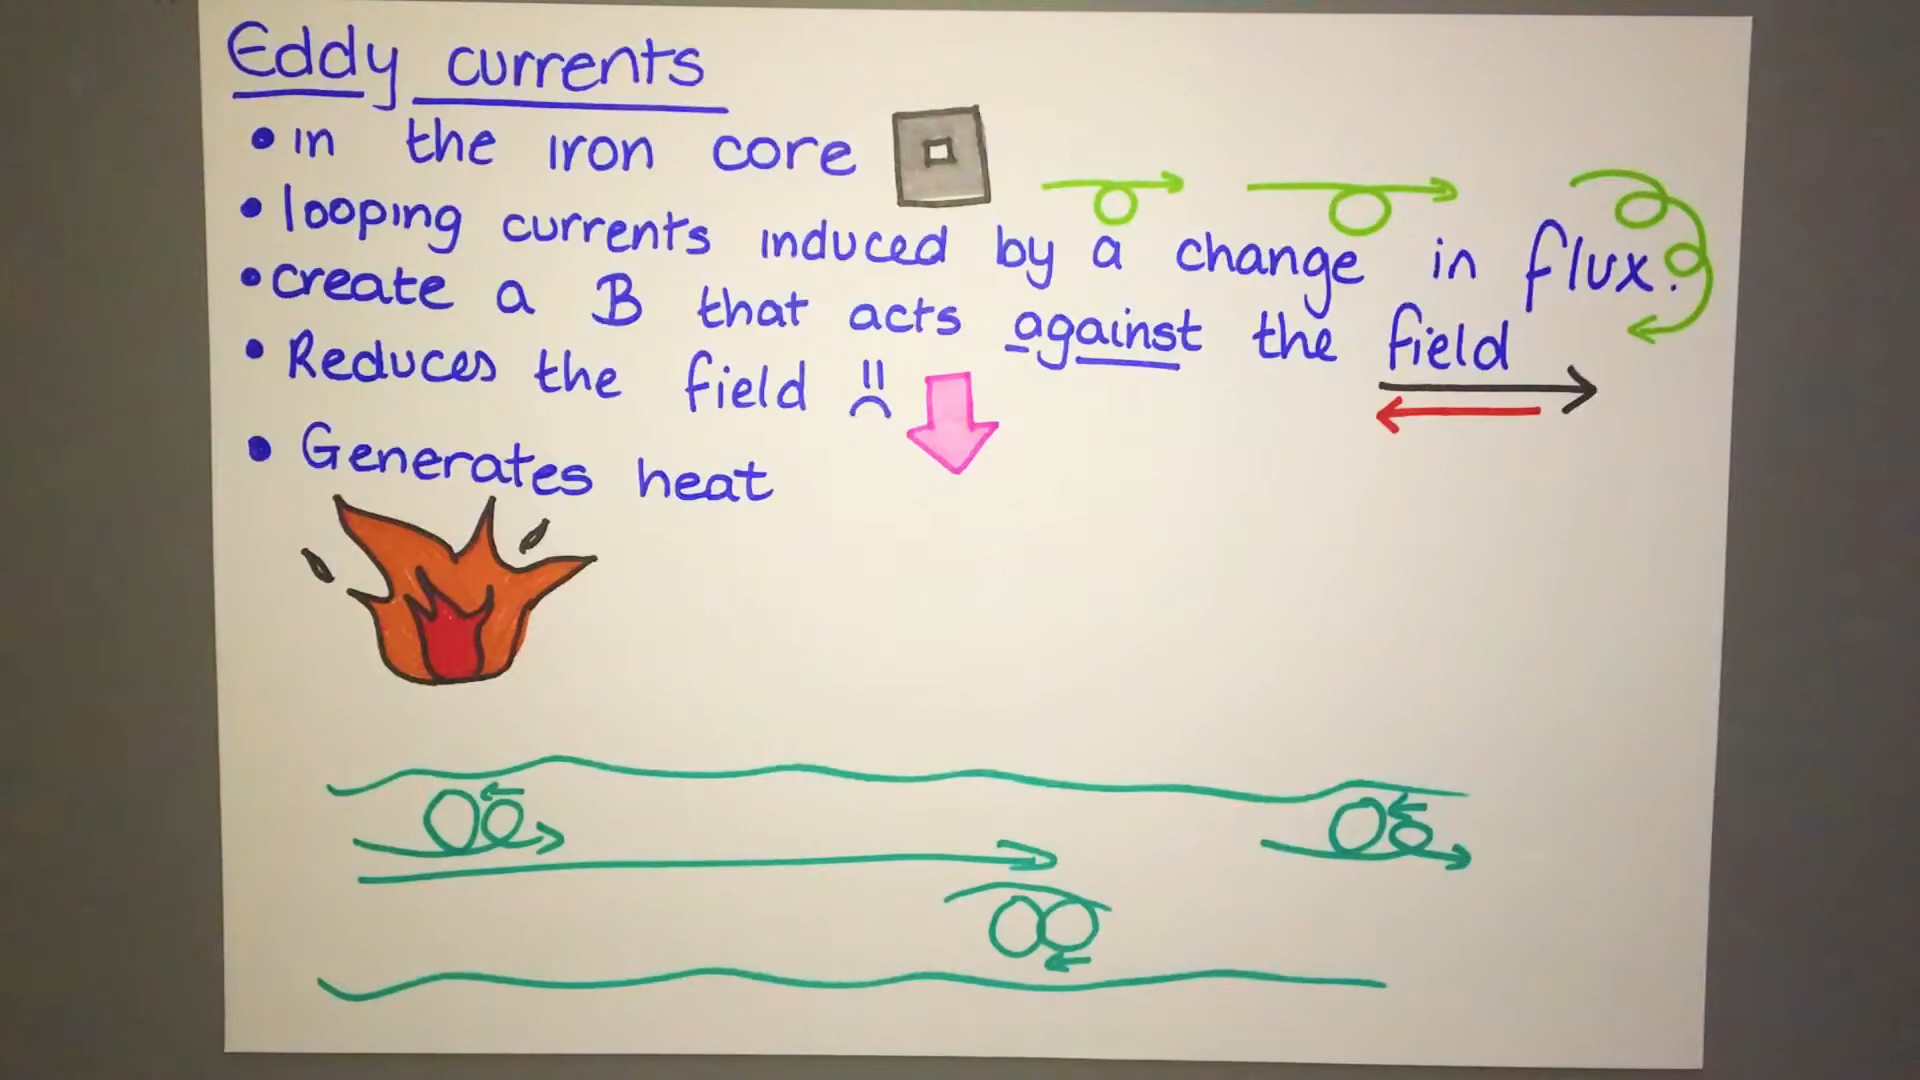 Eddy currents
• in the iron core
• looping currents induced by a change in flux.
• create a B that acts against the field
• Reduces the field
• Generates heat